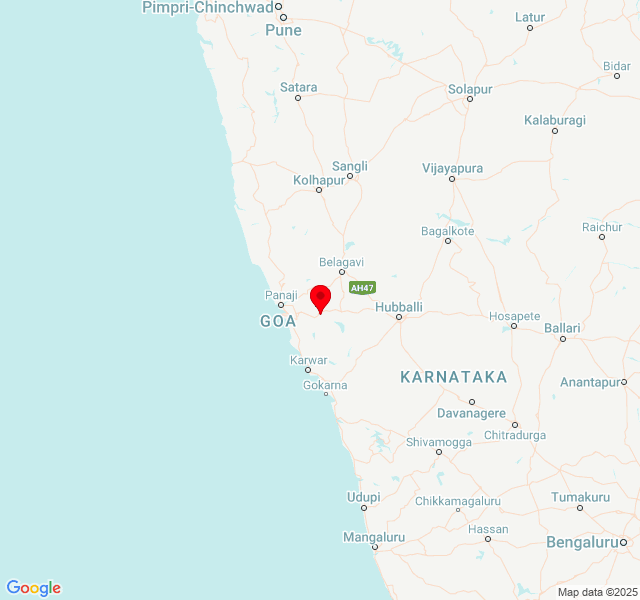 Pimpri-Chinchwad
Pune
Latur
Bidar
Satara
Solapur
Kalaburagi
Sangli
Kolhapur
Vijayapura
Raichur
Bagalkote
Belagavi
AH47
Panaji
GOA
Hubballi
Hosapete
Ballari
Karwar
Gokarna
KARNATAKA
Anantapur
Davanagere
Chitradurga
Shivamogga
Udupi
Chikkamagaluru
Tumakuru
Mangaluru
Hassan
Bengaluru
Google
Map data ©2025